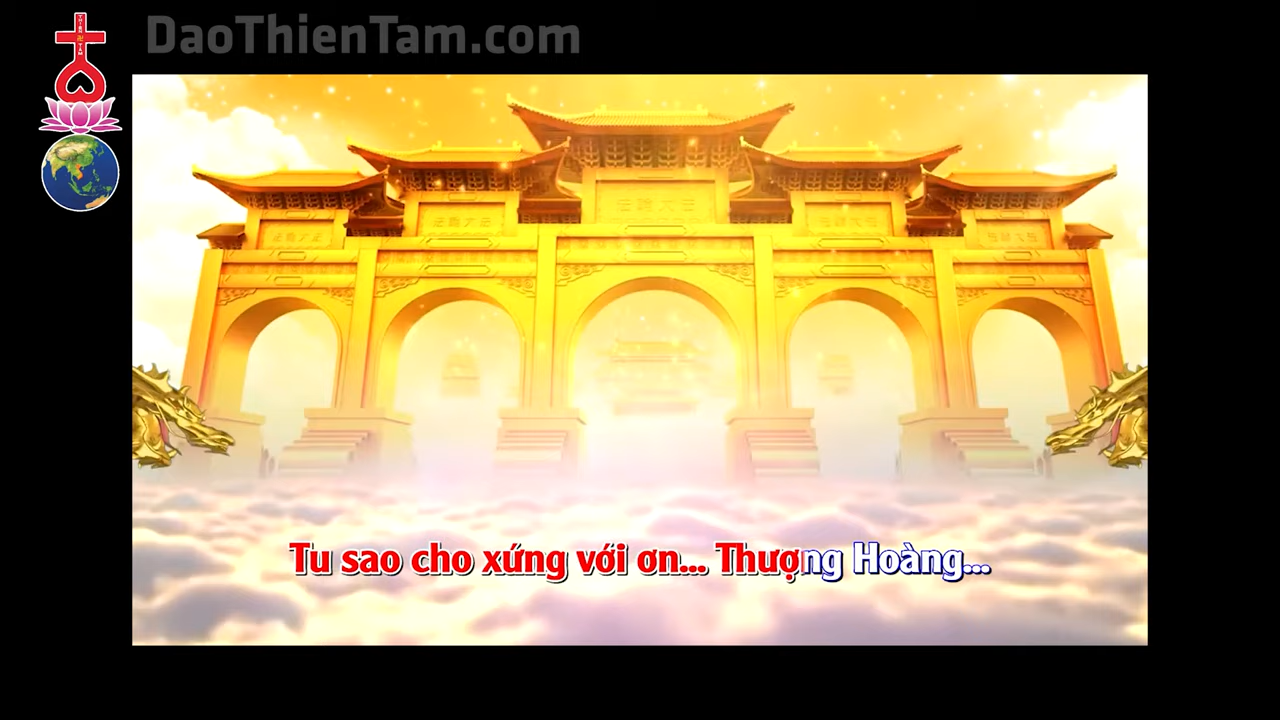 DaoThienTam.com
Tu sao cho xứng với ơn... Thượng Hoàng...